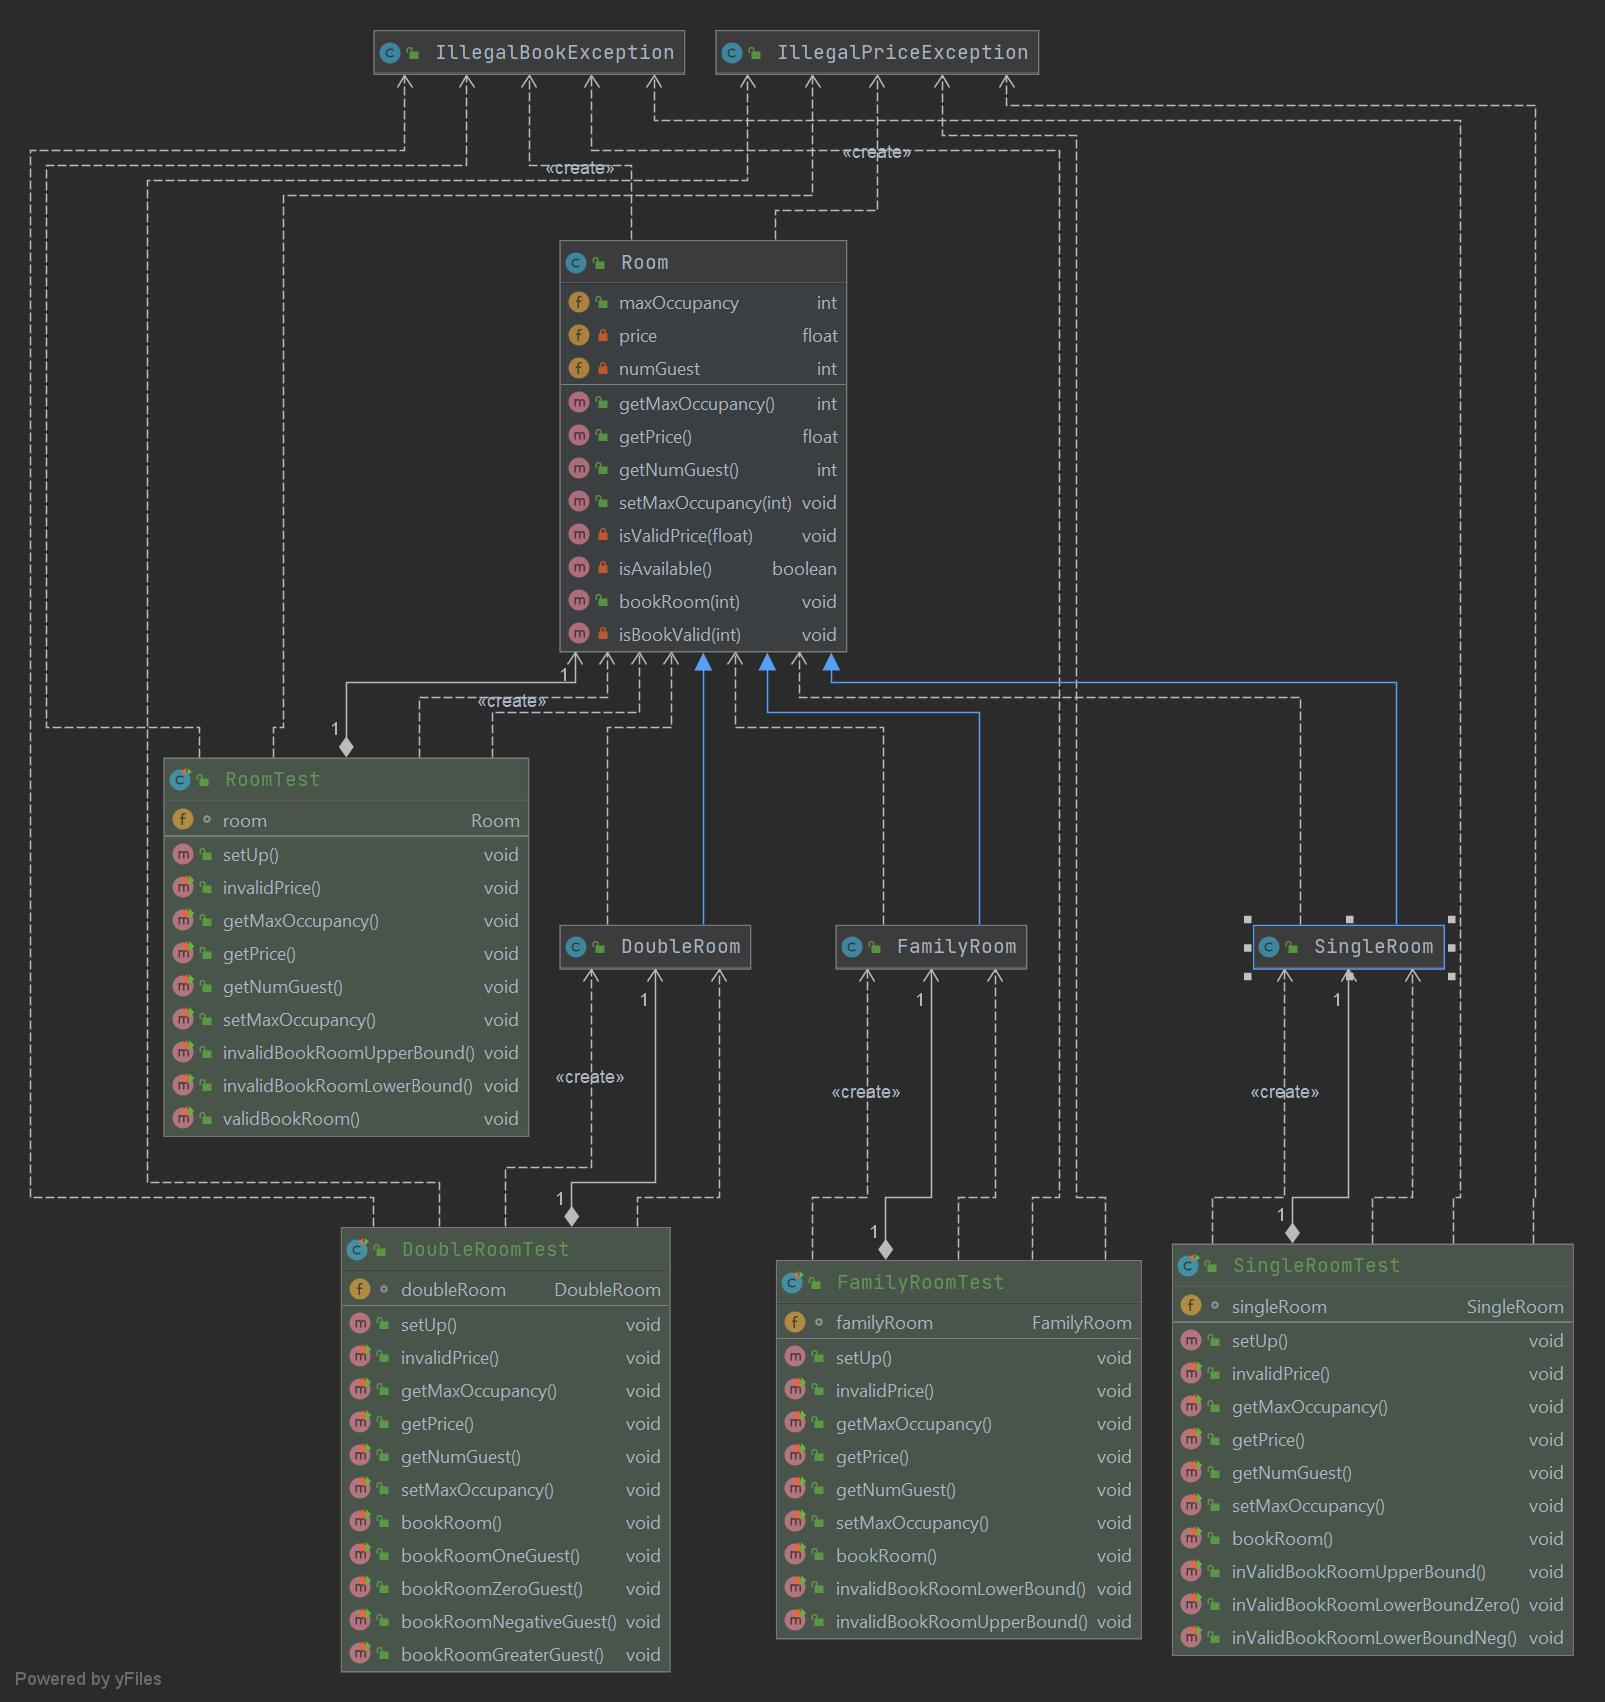 IllegalBookException
IllegalPriceException
«create»
«create»
Room
maxOccupancy int
price float
numGuest int
getMaxOccupancy() int
getPrice() float
getNumGuest() int
setMaxOccupancy(int) void
isValidPrice(float) void
isAvailable() boolean
bookRoom(int) void
isBookValid(int) void
1
«create»
1
RoomTest
room Room
setUp() void
invalidPrice() void
getMaxOccupancy() void
getPrice() void
getNumGuest() void
setMaxOccupancy() void
invalidBookRoomUpperBound() void
invalidBookRoomLowerBound() void
validBookRoom() void
DoubleRoom
FamilyRoom
SingleRoom
1
1
1
«create»
«create»
«create»
1
1
1
DoubleRoomTest
doubleRoom DoubleRoom
setUp() void
invalidPrice() void
getMaxOccupancy() void
getPrice() void
getNumGuest() void
setMaxOccupancy() void
bookRoom() void
bookRoomOneGuest() void
bookRoomZeroGuest() void
bookRoomNegativeGuest() void
bookRoomGreaterGuest() void
FamilyRoomTest
familyRoom FamilyRoom
setUp() void
invalidPrice() void
getMaxOccupancy() void
getPrice() void
getNumGuest() void
setMaxOccupancy() void
bookRoom() void
invalidBookRoomLowerBound() void
invalidBookRoomUpperBound() void
SingleRoomTest
singleRoom SingleRoom
setUp() void
invalidPrice() void
getMaxOccupancy() void
getPrice() void
getNumGuest() void
setMaxOccupancy() void
bookRoom() void
inValidBookRoomUpperBound() void
inValidBookRoomLowerBoundZero() void
inValidBookRoomLowerBoundNeg() void
Powered by yFiles